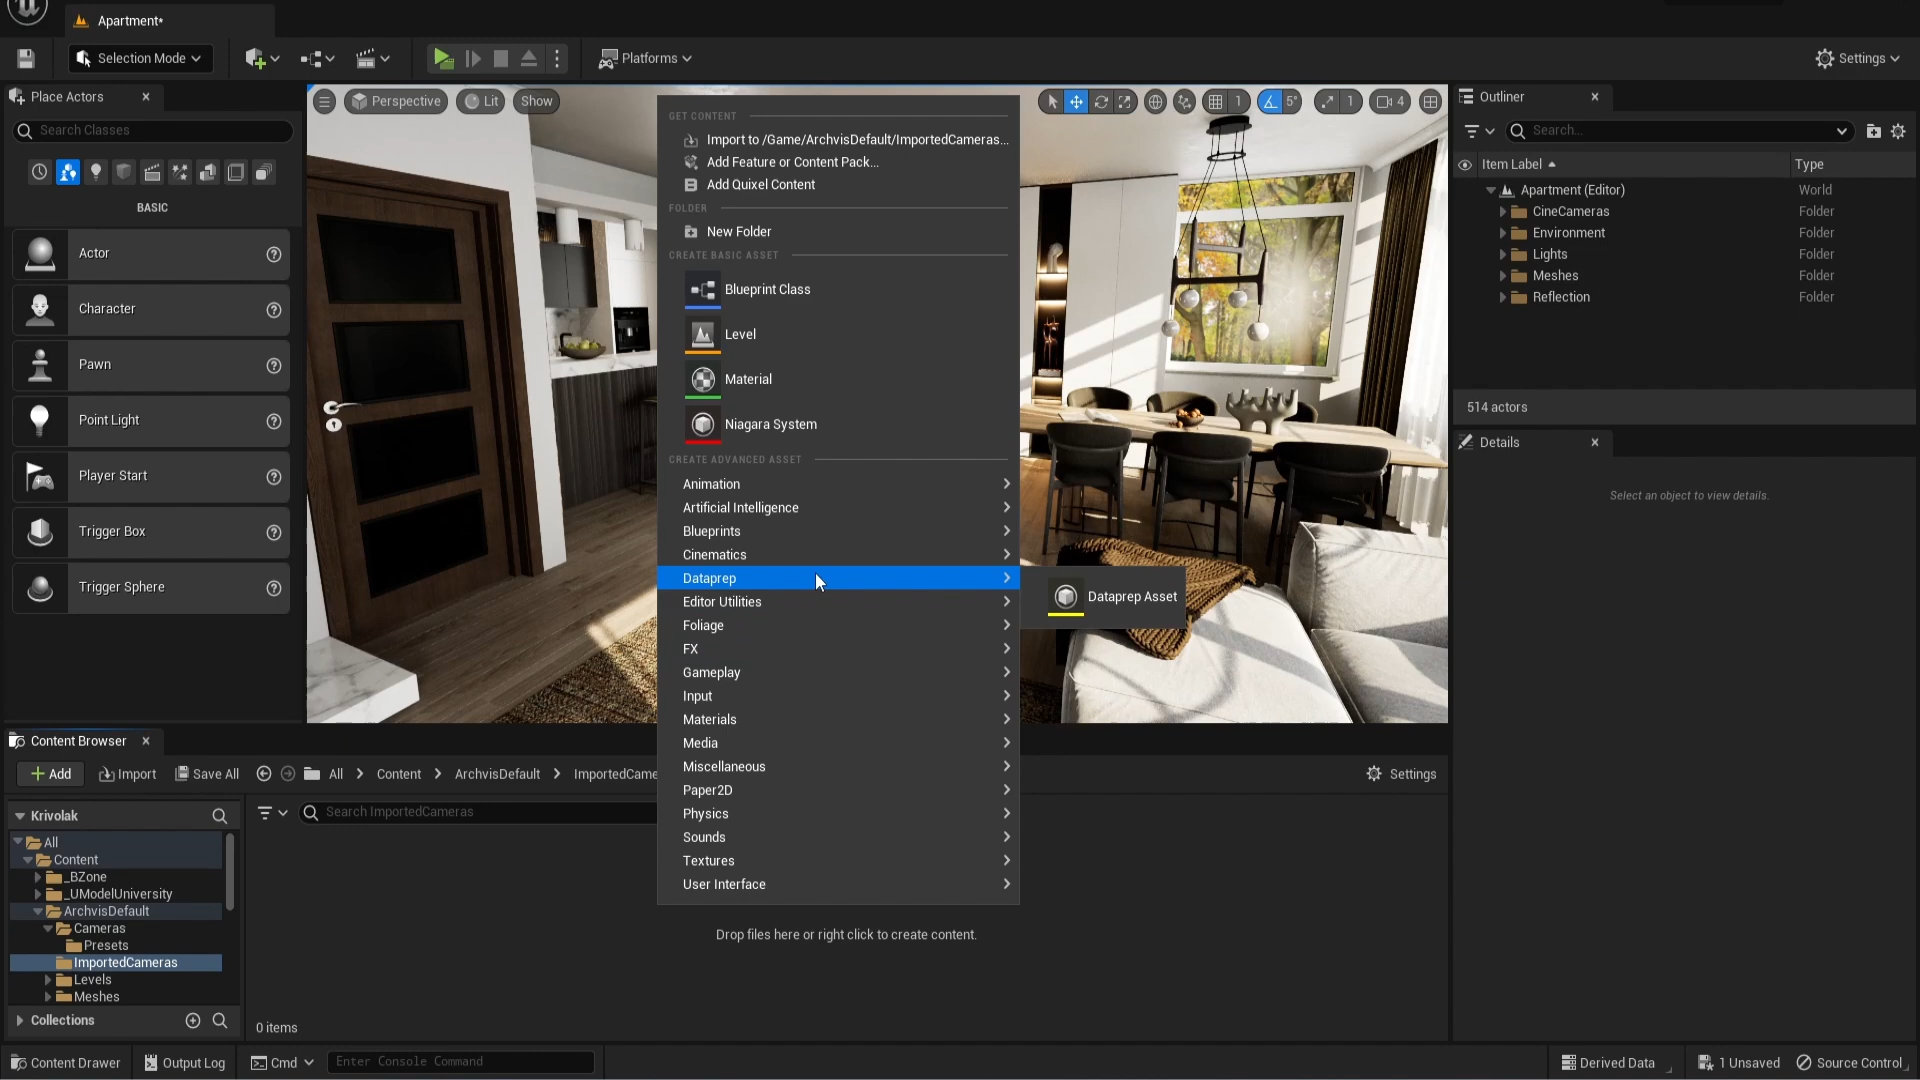 Apartment*
Selection Mode
Platforms
Settings
Place Actors
Search Classes
BASIC
Actor
Character
Pawn
Point Light
Player Start
Trigger Box
Trigger Sphere
Perspective
Lit
Show
1
5°
1
4
GET CONTENT
Import to /Game/ArchvisDefault/ImportedCameras...
Add Feature or Content Pack...
Add Quixel Content
FOLDER
New Folder
CREATE BASIC ASSET
Blueprint Class
Level
Material
Niagara System
CREATE ADVANCED ASSET
Animation
Artificial Intelligence
Blueprints
Cinematics
Dataprep
Editor Utilities
Foliage
FX
Gameplay
Input
Materials
Media
Miscellaneous
Paper2D
Physics
Sounds
Textures
User Interface
Dataprep Asset
Outliner
Search...
Item Label Type
Apartment (Editor) World
CineCameras Folder
Environment Folder
Lights Folder
Meshes Folder
Reflection Folder
514 actors
Details
Select an object to view details.
Content Browser
Add Import Save All All Content ArchvisDefault ImportedCame
Settings
Krivolak
Search ImportedCameras
All
Content
_BZone
_UModelUniversity
ArchvisDefault
Cameras
Presets
ImportedCameras
Levels
Meshes
Collections
Drop files here or right click to create content.
0 items
Content Drawer Output Log Cmd Enter Console Command
Derived Data 1 Unsaved Source Control